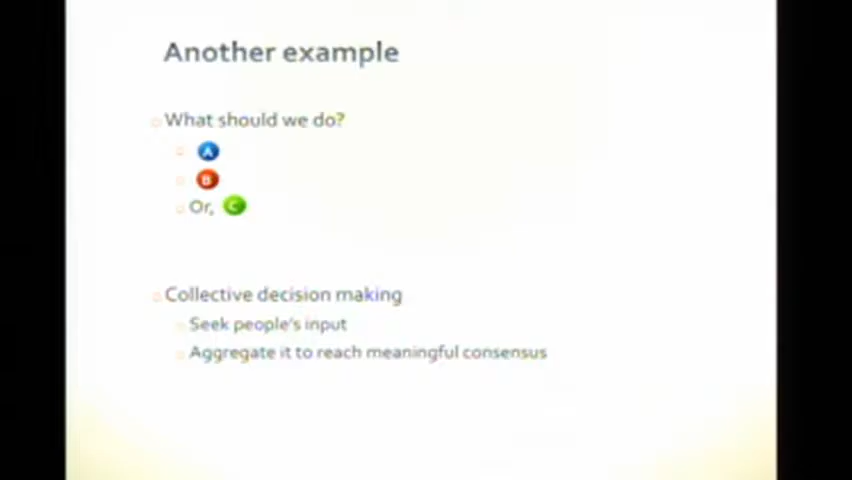 Another example
What should we do?
A
B
Or, C
Collective decision making
Seek people's input
Aggregate it to reach meaningful consensus